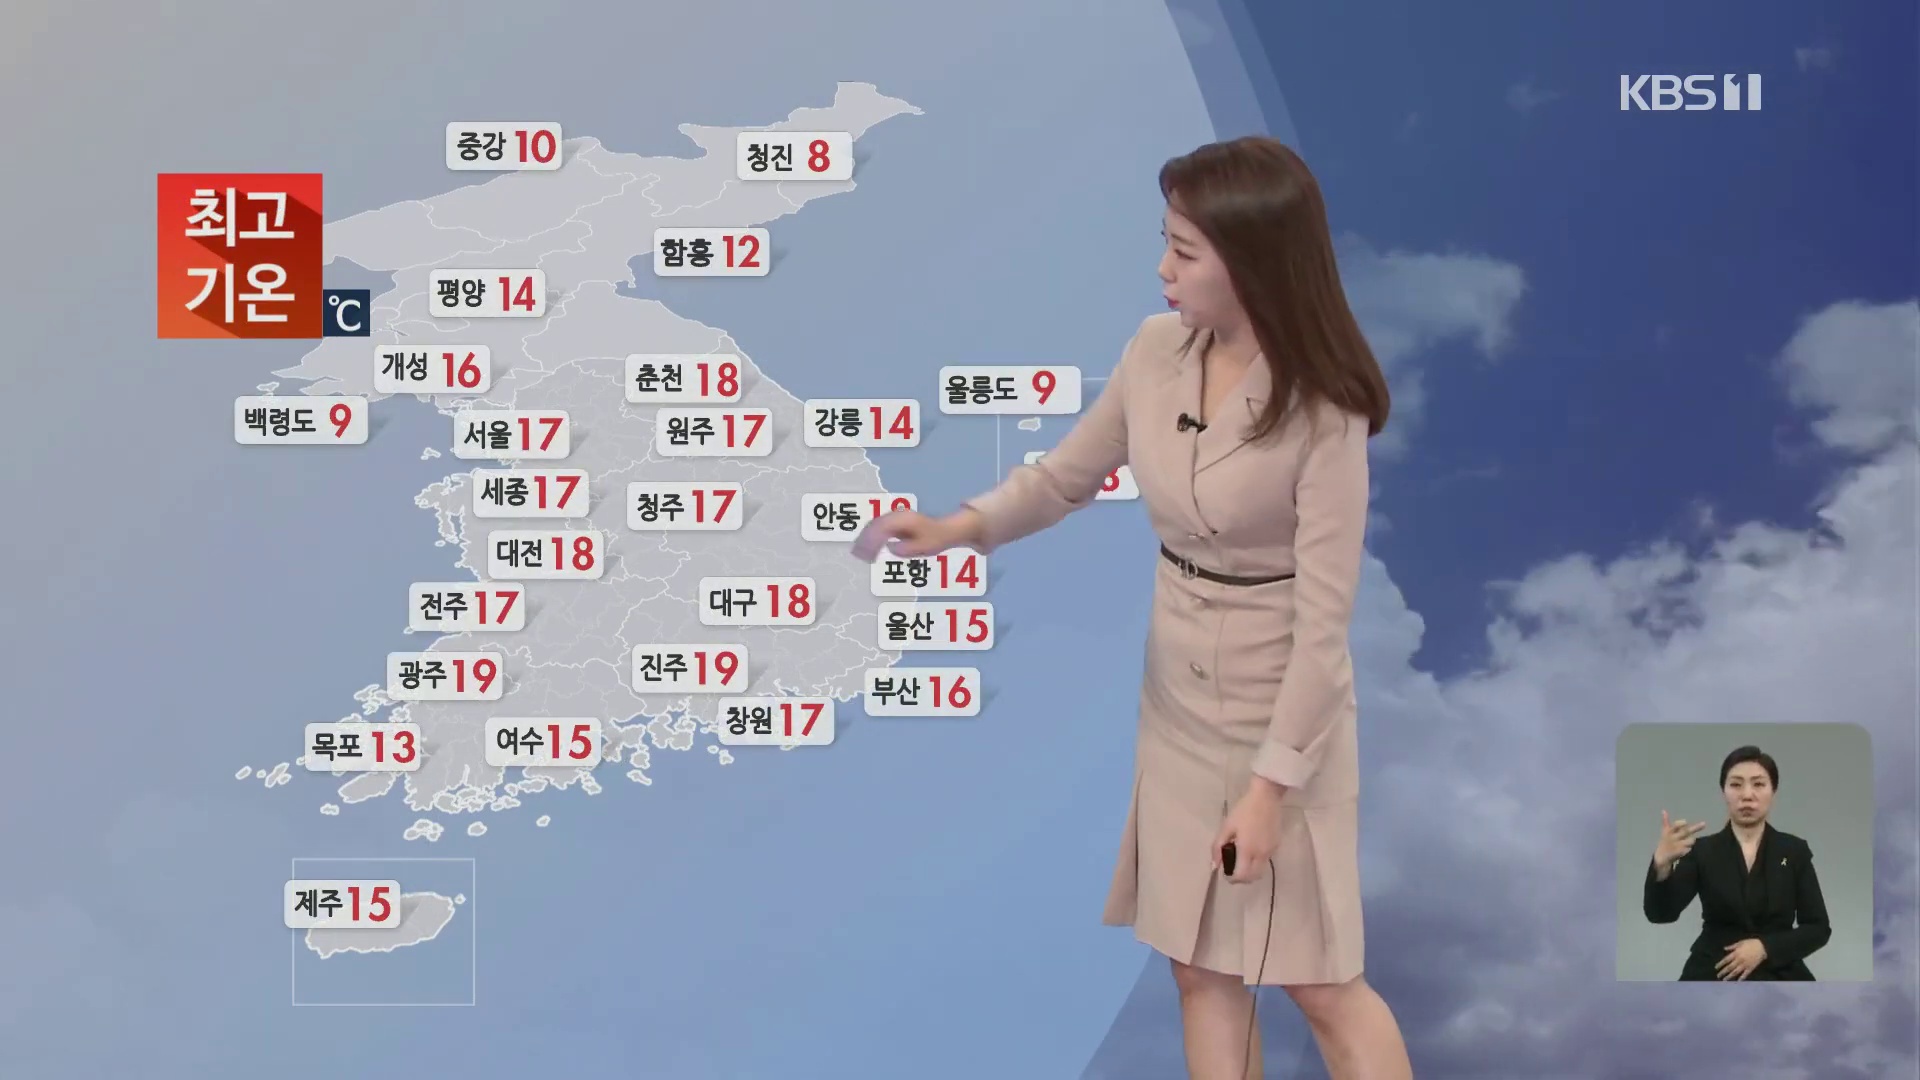 KBS 1
최고
기온
℃
중강 10
청진 8
함흥 12
평양 14
개성 16
백령도 9
춘천 18
서울 17
원주 17
강릉 14
울릉도 9
세종 17
청주 17
안동
대전 18
포항 14
전주 17
대구 18
울산 15
광주 19
진주 19
부산 16
목포 13
여수 15
창원 17
제주 15